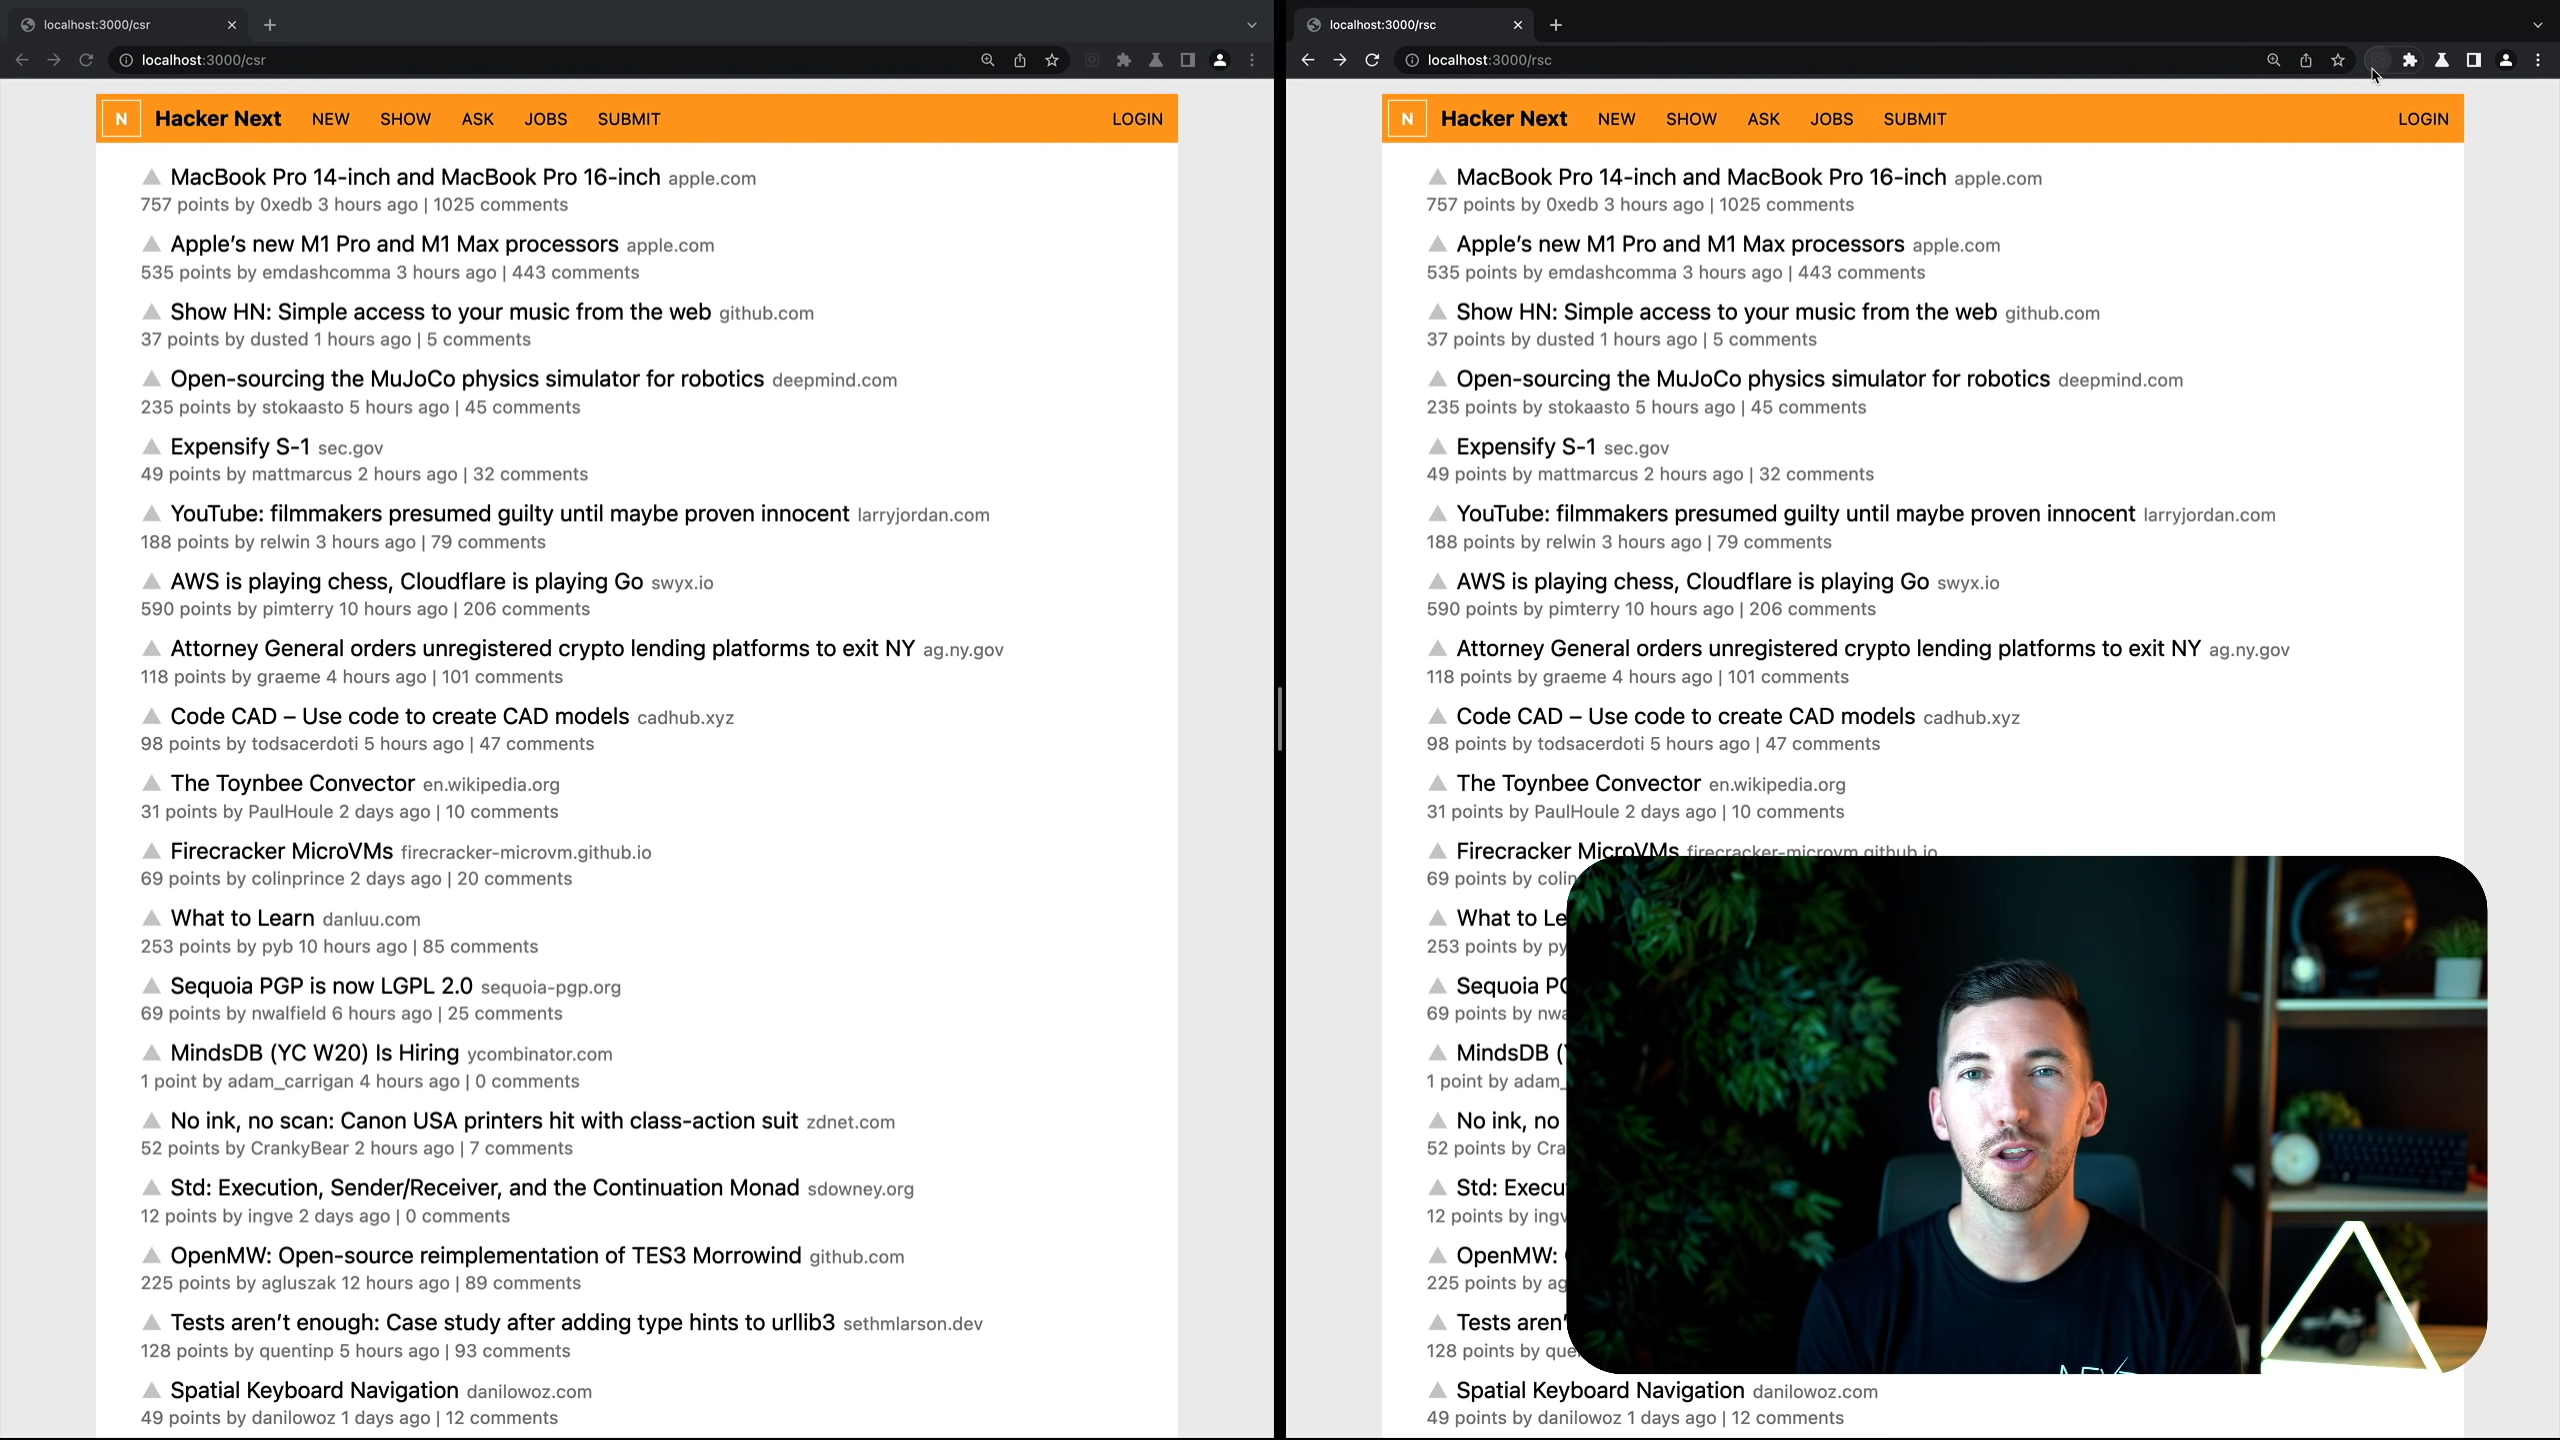 localhost:3000/csr
localhost:3000/csr
N Hacker Next NEW SHOW ASK JOBS SUBMIT LOGIN
MacBook Pro 14-inch and MacBook Pro 16-inch apple.com
757 points by 0xedb 3 hours ago | 1025 comments
Apple’s new M1 Pro and M1 Max processors apple.com
535 points by emdashcomma 3 hours ago | 443 comments
Show HN: Simple access to your music from the web github.com
37 points by dusted 1 hours ago | 5 comments
Open-sourcing the MuJoCo physics simulator for robotics deepmind.com
235 points by stokaasto 5 hours ago | 45 comments
Expensify S-1 sec.gov
49 points by mattmarcus 2 hours ago | 32 comments
YouTube: filmmakers presumed guilty until maybe proven innocent larryjordan.com
188 points by relwin 3 hours ago | 79 comments
AWS is playing chess, Cloudflare is playing Go swyx.io
590 points by pimterry 10 hours ago | 206 comments
Attorney General orders unregistered crypto lending platforms to exit NY ag.ny.gov
118 points by graeme 4 hours ago | 101 comments
Code CAD – Use code to create CAD models cadhub.xyz
98 points by todsacerdoti 5 hours ago | 47 comments
The Toynbee Convector en.wikipedia.org
31 points by PaulHoule 2 days ago | 10 comments
Firecracker MicroVMs firecracker-microvm.github.io
69 points by colinprince 2 days ago | 20 comments
What to Learn danluu.com
253 points by pyb 10 hours ago | 85 comments
Sequoia PGP is now LGPL 2.0 sequoia-pgp.org
69 points by nwalfield 6 hours ago | 25 comments
MindsDB (YC W20) Is Hiring ycombinator.com
1 point by adam_carrigan 4 hours ago | 0 comments
No ink, no scan: Canon USA printers hit with class-action suit zdnet.com
52 points by CrankyBear 2 hours ago | 7 comments
Std: Execution, Sender/Receiver, and the Continuation Monad sdowney.org
12 points by ingve 2 days ago | 0 comments
OpenMW: Open-source reimplementation of TES3 Morrowind github.com
225 points by agluszak 12 hours ago | 89 comments
Tests aren’t enough: Case study after adding type hints to urllib3 sethmlarson.dev
128 points by quentinp 5 hours ago | 93 comments
Spatial Keyboard Navigation danilowoz.com
49 points by danilowoz 1 days ago | 12 comments
localhost:3000/rsc
localhost:3000/rsc
N Hacker Next NEW SHOW ASK JOBS SUBMIT LOGIN
MacBook Pro 14-inch and MacBook Pro 16-inch apple.com
757 points by 0xedb 3 hours ago | 1025 comments
Apple’s new M1 Pro and M1 Max processors apple.com
535 points by emdashcomma 3 hours ago | 443 comments
Show HN: Simple access to your music from the web github.com
37 points by dusted 1 hours ago | 5 comments
Open-sourcing the MuJoCo physics simulator for robotics deepmind.com
235 points by stokaasto 5 hours ago | 45 comments
Expensify S-1 sec.gov
49 points by mattmarcus 2 hours ago | 32 comments
YouTube: filmmakers presumed guilty until maybe proven innocent larryjordan.com
188 points by relwin 3 hours ago | 79 comments
AWS is playing chess, Cloudflare is playing Go swyx.io
590 points by pimterry 10 hours ago | 206 comments
Attorney General orders unregistered crypto lending platforms to exit NY ag.ny.gov
118 points by graeme 4 hours ago | 101 comments
Code CAD – Use code to create CAD models cadhub.xyz
98 points by todsacerdoti 5 hours ago | 47 comments
The Toynbee Convector en.wikipedia.org
31 points by PaulHoule 2 days ago | 10 comments
Firecracker MicroVMs firecracker-microvm.github.io
69 points by colin
What to Le
253 points by py
Sequoia PG
69 points by nwa
MindsDB (
1 point by adam_
No ink, no
52 points by Cra
Std: Execu
12 points by ingv
OpenMW:
225 points by ag
Tests aren’
128 points by que
Spatial Keyboard Navigation danilowoz.com
49 points by danilowoz 1 days ago | 12 comments